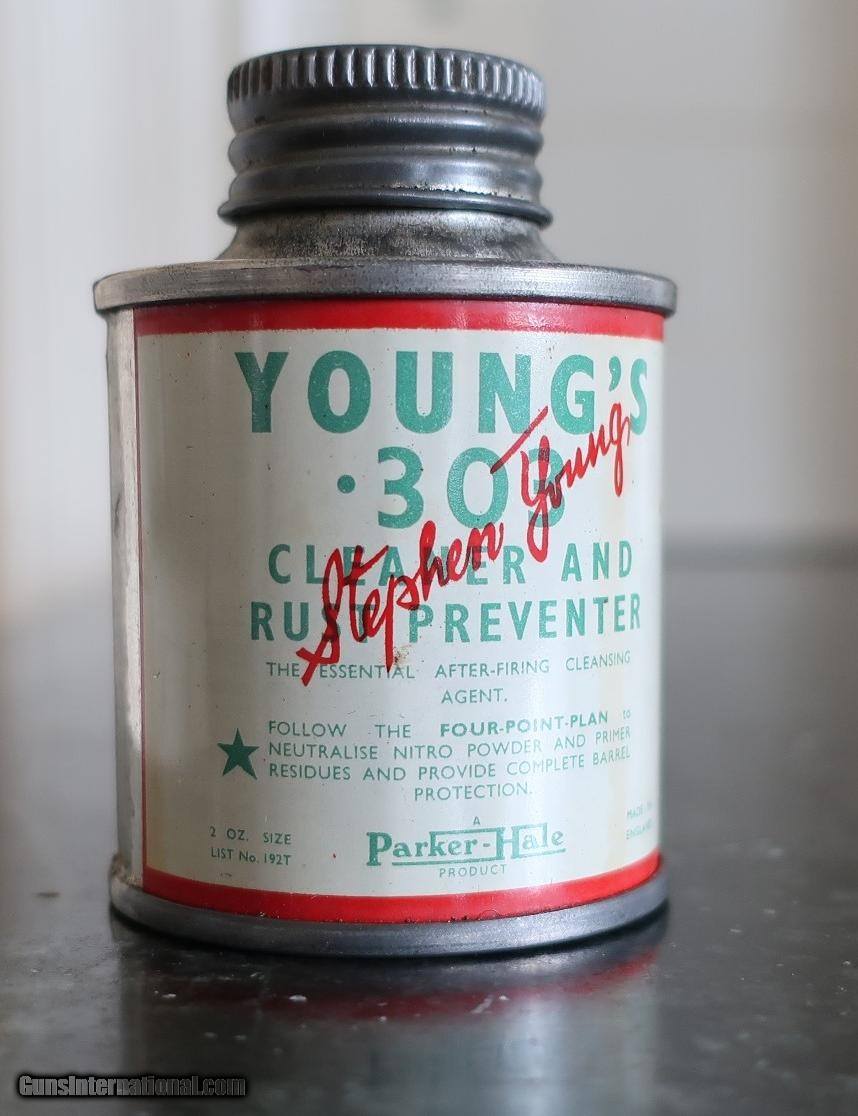 YOUNG'S
·303
Stephen Young
CLEANER AND
RUST PREVENTER
THE ESSENTIAL AFTER-FIRING CLEANSING
AGENT.
FOLLOW THE FOUR-POINT-PLAN to
NEUTRALISE NITRO POWDER AND PRIMER
RESIDUES AND PROVIDE COMPLETE BARREL
PROTECTION.
2 OZ. SIZE
LIST No. 192T
A
Parker-Hale
PRODUCT
MADE IN
ENGLAND
GunsInternational.com